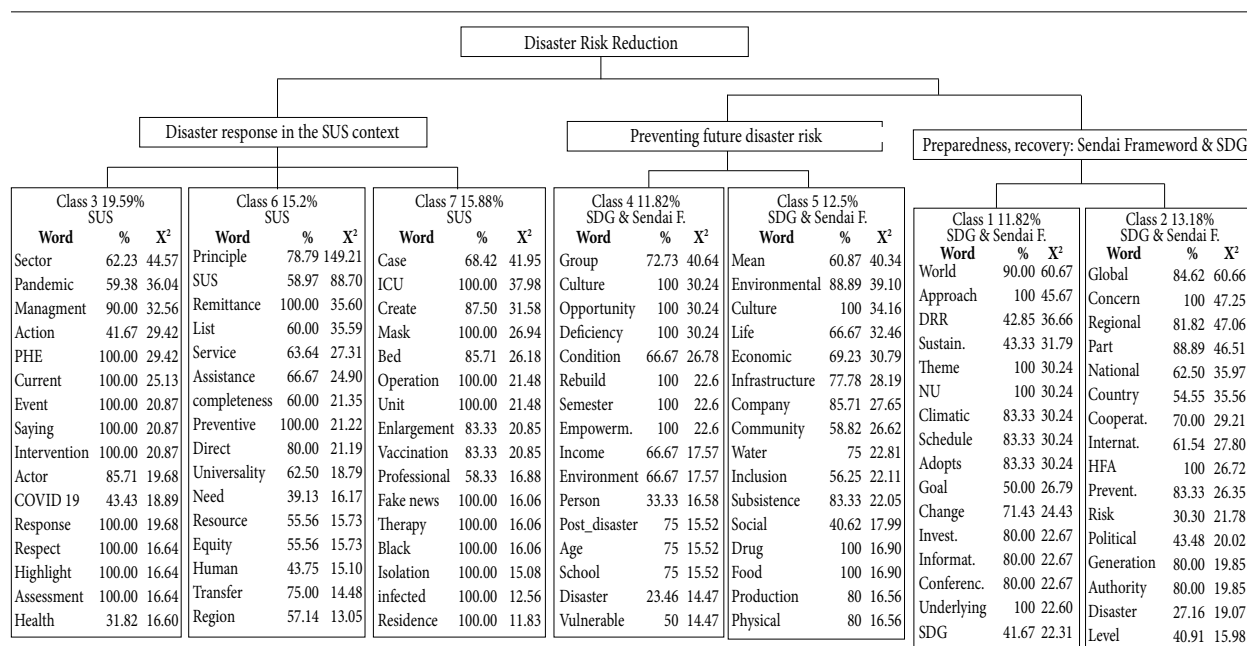 Disaster Risk Reduction
Disaster response in the SUS context
Preventing future disaster risk
Preparedness, recovery: Sendai Frameword & SDG
Class 3 19.59%
SUS
Word % X²
Sector 62.23 44.57
Pandemic 59.38 36.04
Managment 90.00 32.56
Action 41.67 29.42
PHE 100.00 29.42
Current 100.00 25.13
Event 100.00 20.87
Saying 100.00 20.87
Intervention 100.00 20.87
Actor 85.71 19.68
COVID 19 43.43 18.89
Response 100.00 19.68
Respect 100.00 16.64
Highlight 100.00 16.64
Assessment 100.00 16.64
Health 31.82 16.60
Class 6 15.2%
SUS
Word % X²
Principle 78.79 149.21
SUS 58.97 88.70
Remittance 100.00 35.60
List 60.00 35.59
Service 63.64 27.31
Assistance 66.67 24.90
completeness 60.00 21.35
Preventive 100.00 21.22
Direct 80.00 21.19
Universality 62.50 18.79
Need 39.13 16.17
Resource 55.56 15.73
Equity 55.56 15.73
Human 43.75 15.10
Transfer 75.00 14.48
Region 57.14 13.05
Class 7 15.88%
SUS
Word % X²
Case 68.42 41.95
ICU 100.00 37.98
Create 87.50 31.58
Mask 100.00 26.94
Bed 85.71 26.18
Operation 100.00 21.48
Unit 100.00 21.48
Enlargement 83.33 20.85
Vaccination 83.33 20.85
Professional 58.33 16.88
Fake news 100.00 16.06
Therapy 100.00 16.06
Black 100.00 16.06
Isolation 100.00 15.08
infected 100.00 12.56
Residence 100.00 11.83
Class 4 11.82%
SDG & Sendai F.
Word % X²
Group 72.73 40.64
Culture 100 30.24
Opportunity 100 30.24
Deficiency 100 30.24
Condition 66.67 26.78
Rebuild 100 22.6
Semester 100 22.6
Empowerm. 100 22.6
Income 66.67 17.57
Environment 66.67 17.57
Person 33.33 16.58
Post_disaster 75 15.52
Age 75 15.52
School 75 15.52
Disaster 23.46 14.47
Vulnerable 50 14.47
Class 5 12.5%
SDG & Sendai F.
Word % X²
Mean 60.87 40.34
Environmental 88.89 39.10
Culture 100 34.16
Life 66.67 32.46
Economic 69.23 30.79
Infrastructure 77.78 28.19
Company 85.71 27.65
Community 58.82 26.62
Water 75 22.81
Inclusion 56.25 22.11
Subsistence 83.33 22.05
Social 40.62 17.99
Drug 100 16.90
Food 100 16.90
Production 80 16.56
Physical 80 16.56
Class 1 11.82%
SDG & Sendai F.
Word % X²
World 90.00 60.67
Approach 100 45.67
DRR 42.85 36.66
Sustain. 43.33 31.79
Theme 100 30.24
NU 100 30.24
Climatic 83.33 30.24
Schedule 83.33 30.24
Adopts 83.33 30.24
Goal 50.00 26.79
Change 71.43 24.43
Invest. 80.00 22.67
Informat. 80.00 22.67
Conferenc. 80.00 22.67
Underlying 100 22.60
SDG 41.67 22.31
Class 2 13.18%
SDG & Sendai F.
Word % X²
Global 84.62 60.66
Concern 100 47.25
Regional 81.82 47.06
Part 88.89 46.51
National 62.50 35.97
Country 54.55 35.56
Cooperat. 70.00 29.21
Internat. 61.54 27.80
HFA 100 26.72
Prevent. 83.33 26.35
Risk 30.30 21.78
Political 43.48 20.02
Generation 80.00 19.85
Authority 80.00 19.85
Disaster 27.16 19.07
Level 40.91 15.98